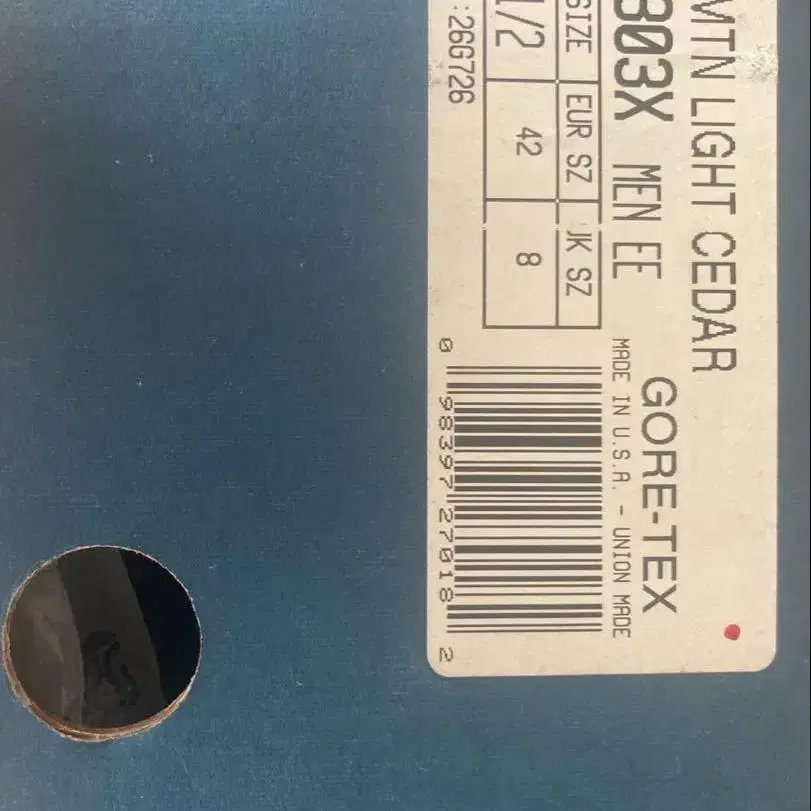 MTN LIGHT CEDAR
303X MEN EE
GORE-TEX
MADE IN U.S.A. - UNION MADE
SIZE EUR SZ UK SZ
1/2 42 8
:26G726
0 98397 27018 2